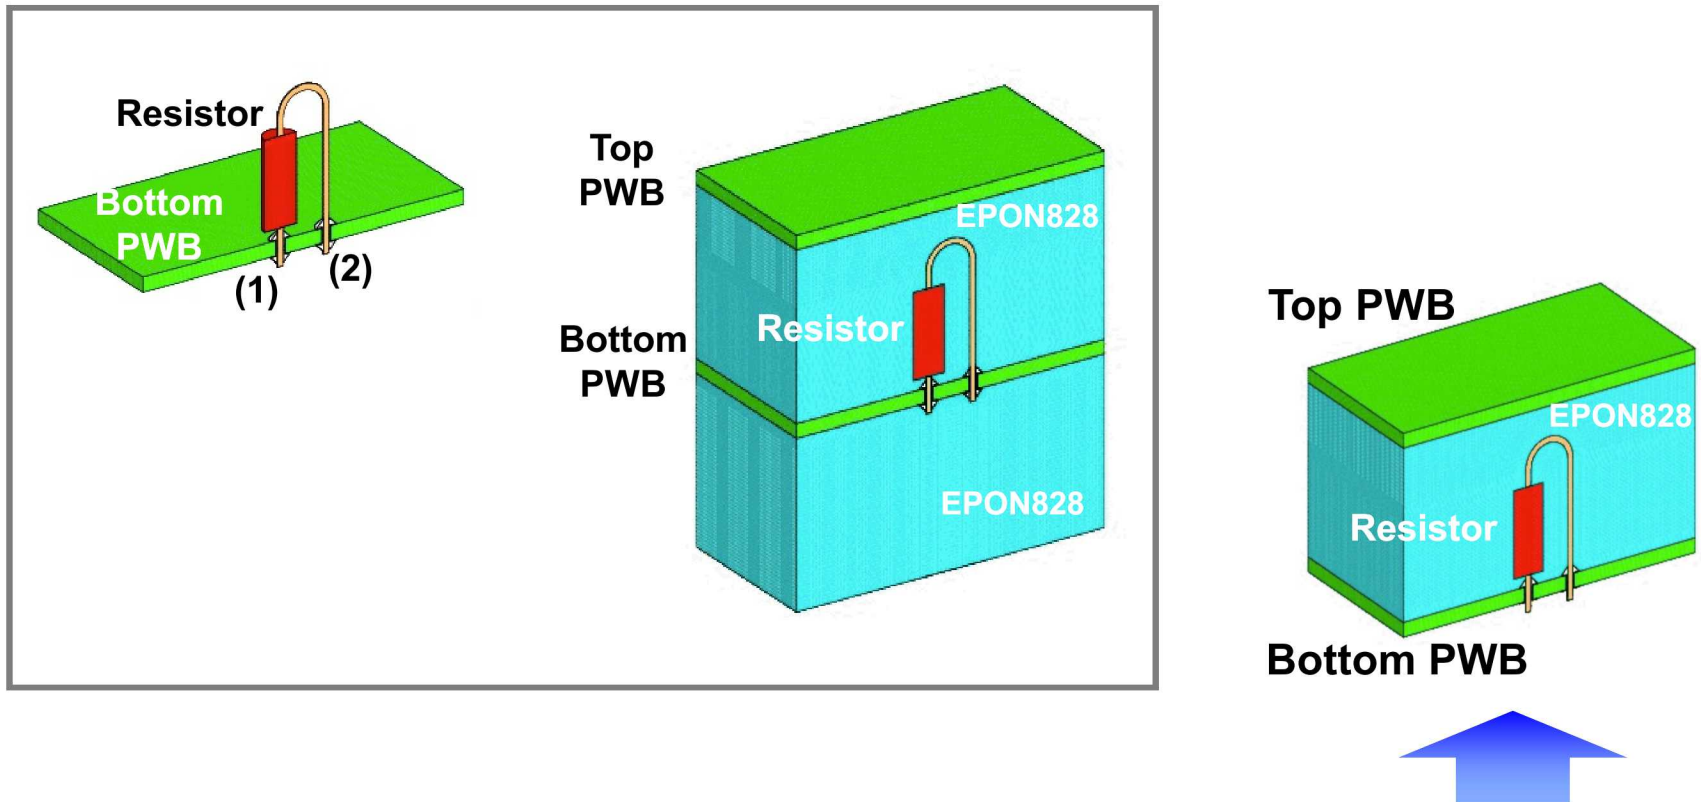 Resistor
Bottom
PWB
(1)
(2)
Top
PWB
EPON828
Resistor
Bottom
PWB
EPON828
Top PWB
EPON828
Resistor
Bottom PWB